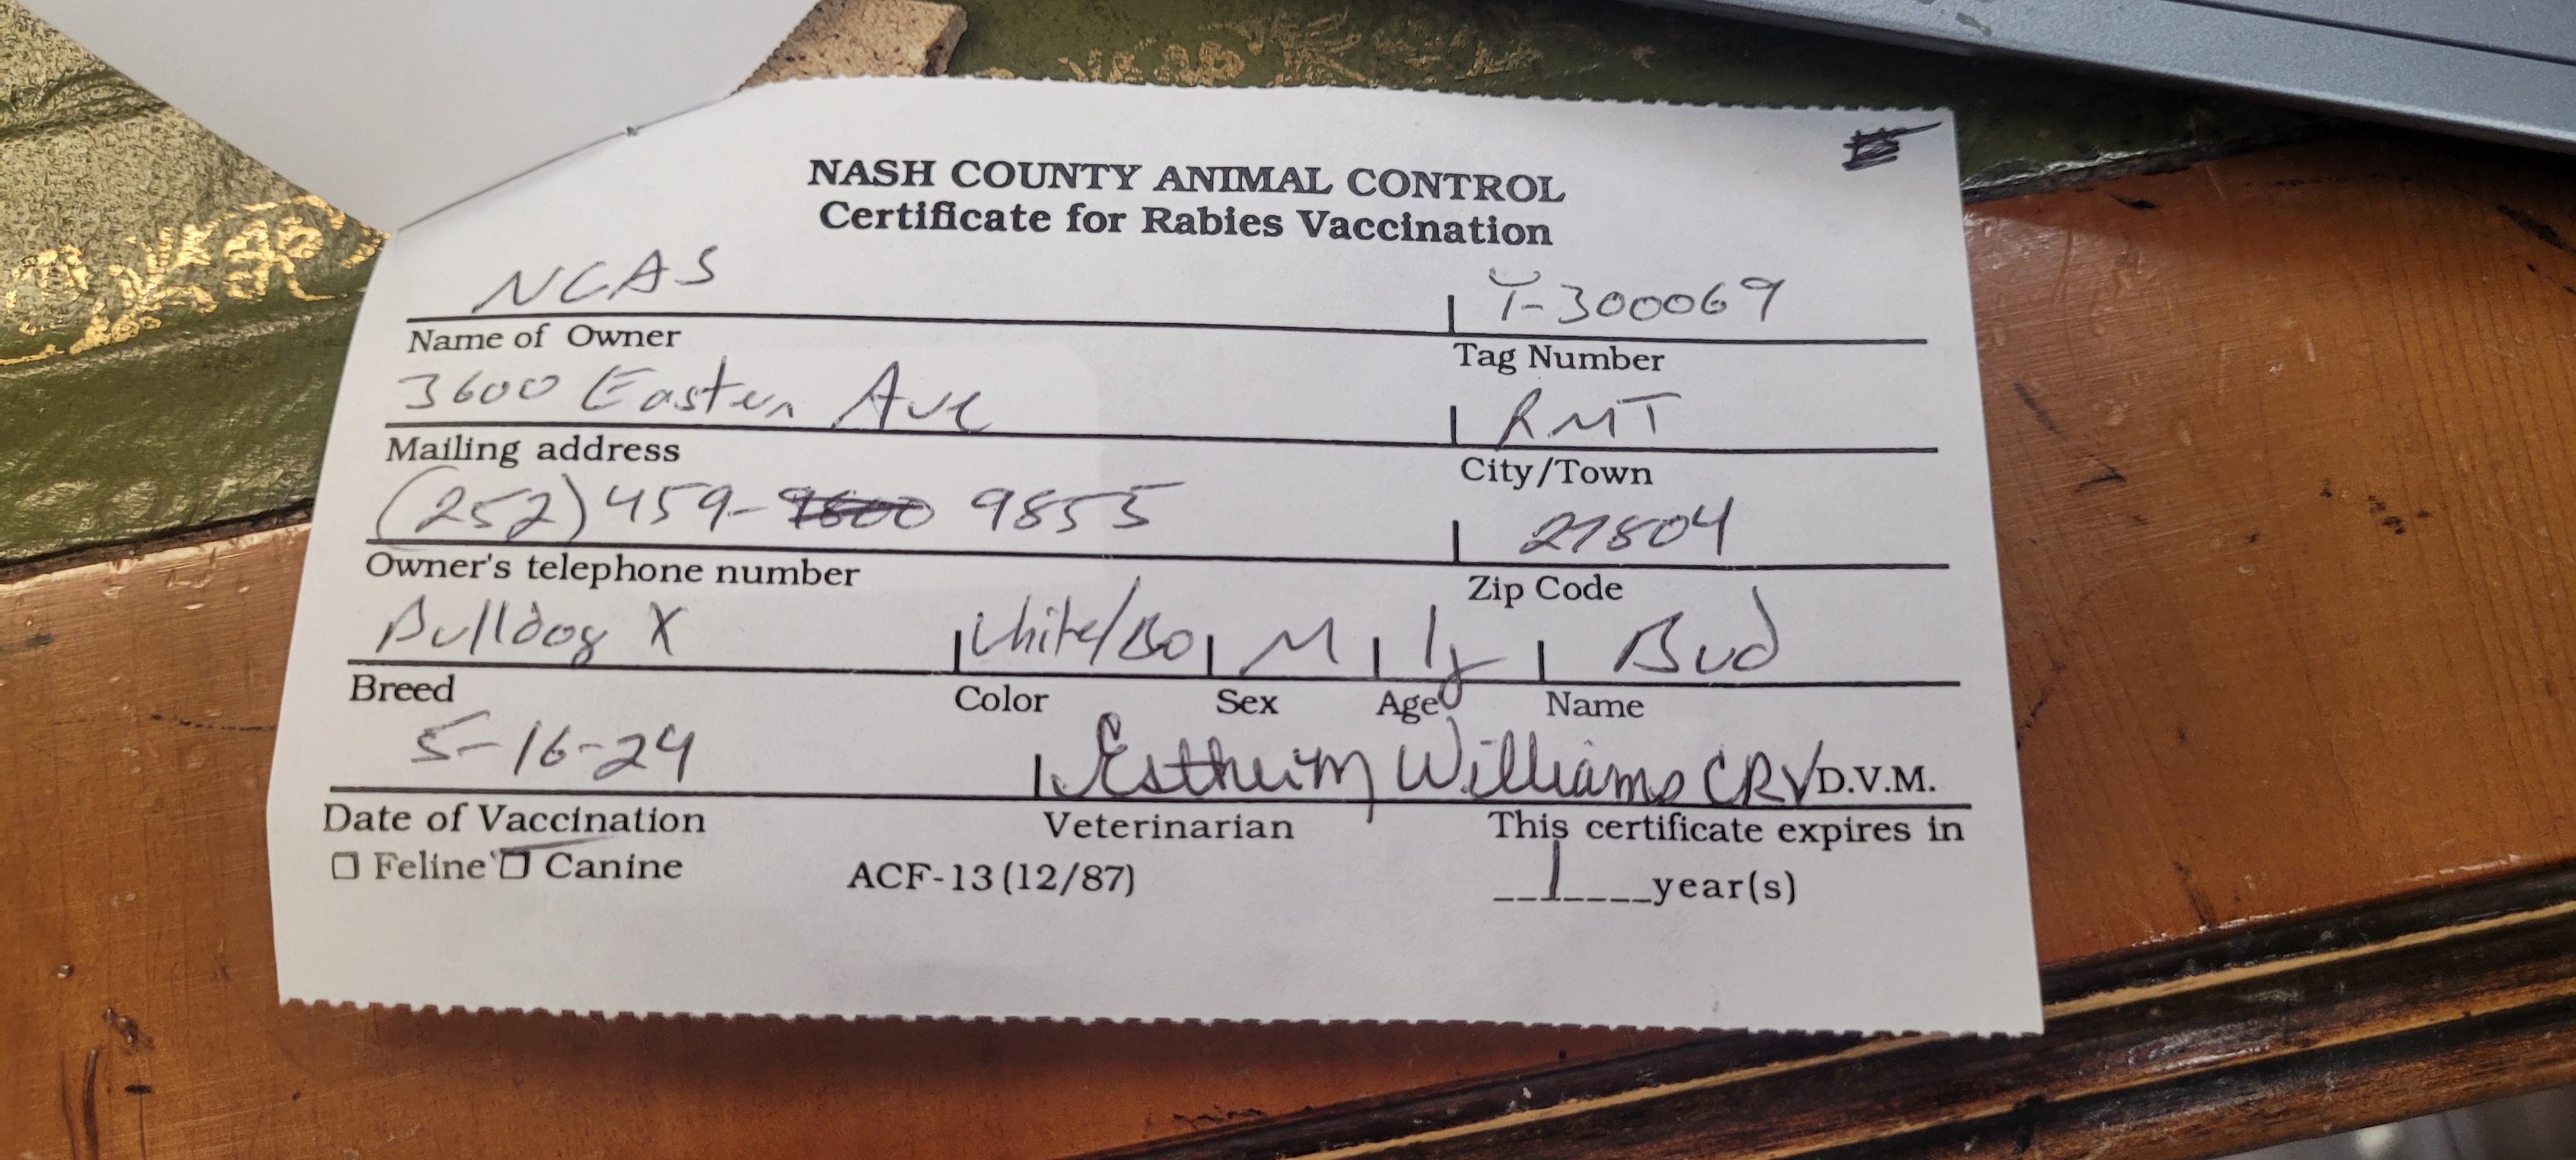 NASH COUNTY ANIMAL CONTROL
Certificate for Rabies Vaccination
NCAS Y-300069
Name of Owner Tag Number
3600 Eastern Ave RMT
Mailing address City/Town
(252) 459- 9855 27804
Owner's telephone number Zip Code
Bulldog X White/Bo M 1y Bud
Breed Color Sex Age Name
5-16-24 Williams CRV D.V.M.
Date of Vaccination Veterinarian This certificate expires in
Feline Canine ACF-13 (12/87) 1 year(s)